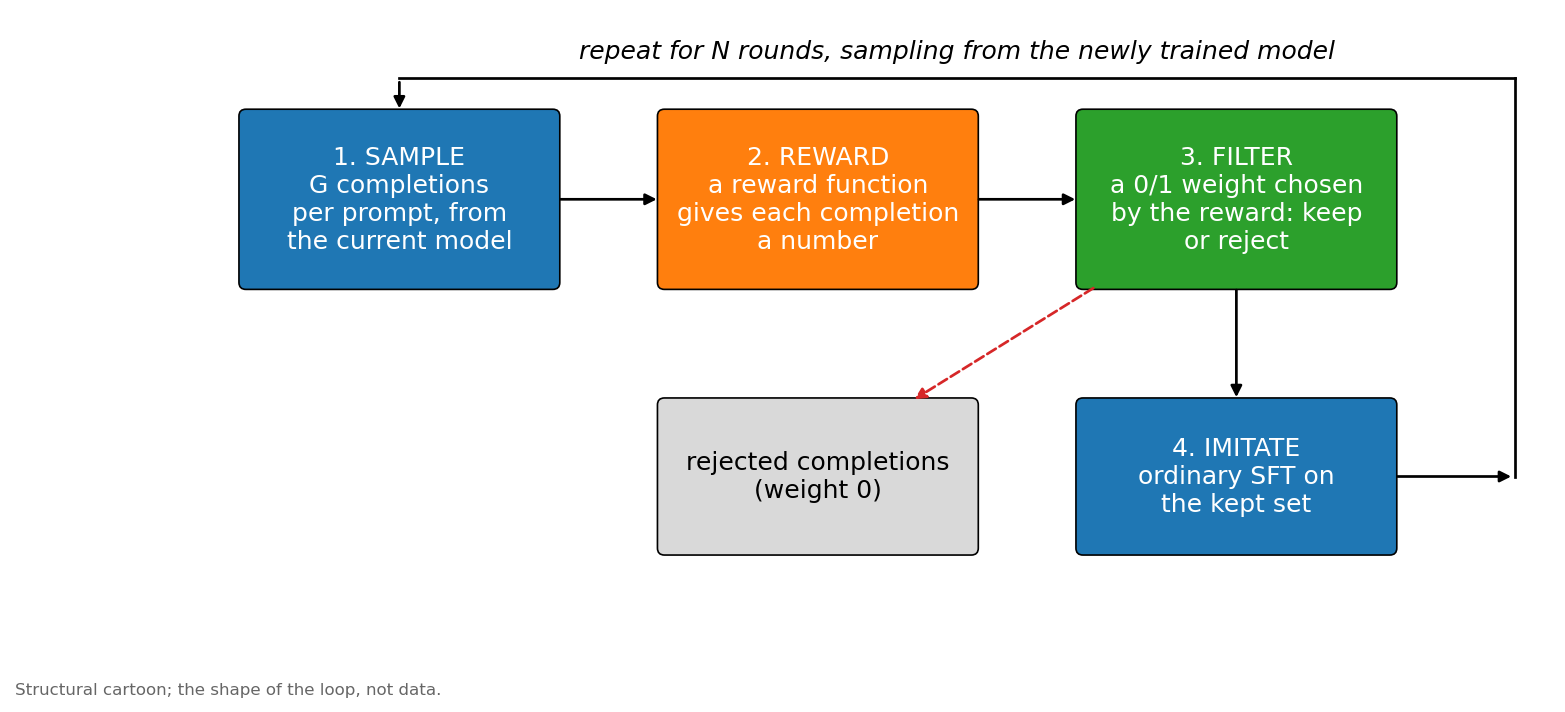 repeat for N rounds, sampling from the newly trained model
1. SAMPLE
G completions
per prompt, from
the current model
2. REWARD
a reward function
gives each completion
a number
3. FILTER
a 0/1 weight chosen
by the reward: keep
or reject
rejected completions
(weight 0)
4. IMITATE
ordinary SFT on
the kept set
Structural cartoon; the shape of the loop, not data.